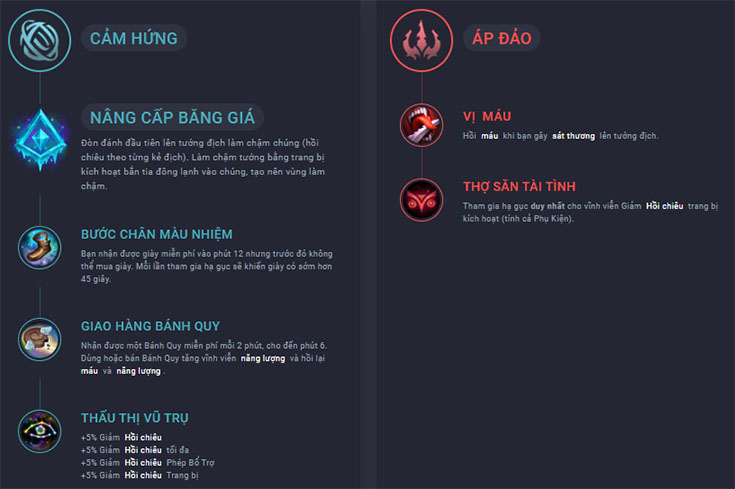 CẢM HỨNG
NÂNG CẤP BĂNG GIÁ
Đòn đánh đầu tiên lên tướng địch làm chậm chúng (hồi
chiêu theo từng kẻ địch). Làm chậm tướng bằng trang bị
kích hoạt bắn tia đông lạnh vào chúng, tạo nên vùng làm
chậm.
BƯỚC CHÂN MÀU NHIỆM
Bạn nhận được giày miễn phí vào phút 12 nhưng trước đó không
thể mua giày. Mỗi lần tham gia hạ gục sẽ khiến giày có sớm hơn
45 giây.
GIAO HÀNG BÁNH QUY
Nhận được một Bánh Quy miễn phí mỗi 2 phút, cho đến phút 6.
Dùng hoặc bán Bánh Quy tăng vĩnh viễn năng lượng và hồi lại
máu và năng lượng .
THẤU THỊ VŨ TRỤ
+5% Giảm Hồi chiêu
+5% Giảm Hồi chiêu tối đa
+5% Giảm Hồi chiêu Phép Bổ Trợ
+5% Giảm Hồi chiêu Trang bị
ÁP ĐẢO
VỊ MÁU
Hồi máu khi bạn gây sát thương lên tướng địch.
THỢ SĂN TÀI TÌNH
Tham gia hạ gục duy nhất cho vĩnh viễn Giảm Hồi chiêu trang bị
kích hoạt (tính cả Phụ Kiện).